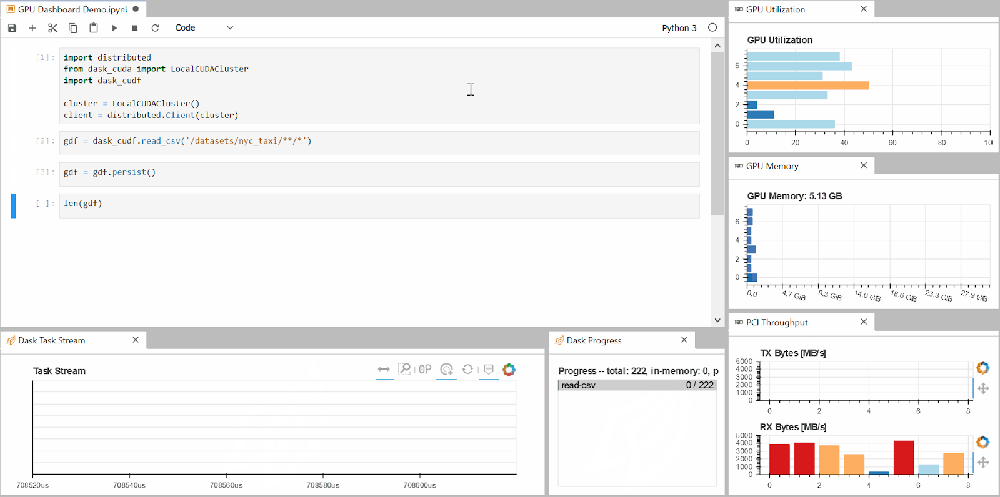 GPU Dashboard Demo.ipynb
Code
Python 3
[1]:
import distributed
from dask_cuda import LocalCUDACluster
import dask_cudf
cluster = LocalCUDACluster()
client = distributed.Client(cluster)
[2]:
gdf = dask_cudf.read_csv('/datasets/nyc_taxi/**/*')
[3]:
gdf = gdf.persist()
[ ]:
len(gdf)
Dask Task Stream
Task Stream
708520us 708540us 708560us 708580us 708600us
Dask Progress
Progress -- total: 222, in-memory: 0, p
read-csv 0 / 222
GPU Utilization
GPU Utilization
6
4
2
0
0 20 40 60 80 10
GPU Memory
GPU Memory: 5.13 GB
6
4
2
0
0.0 4.7 GiB 9.3 GiB 14.0 GiB 18.6 GiB 23.3 GiB 27.9 GiB
PCI Throughput
TX Bytes [MB/s]
5000
4000
3000
2000
1000
0
0 2 4 6 8
RX Bytes [MB/s]
5000
4000
3000
2000
1000
0
0 2 4 6 8